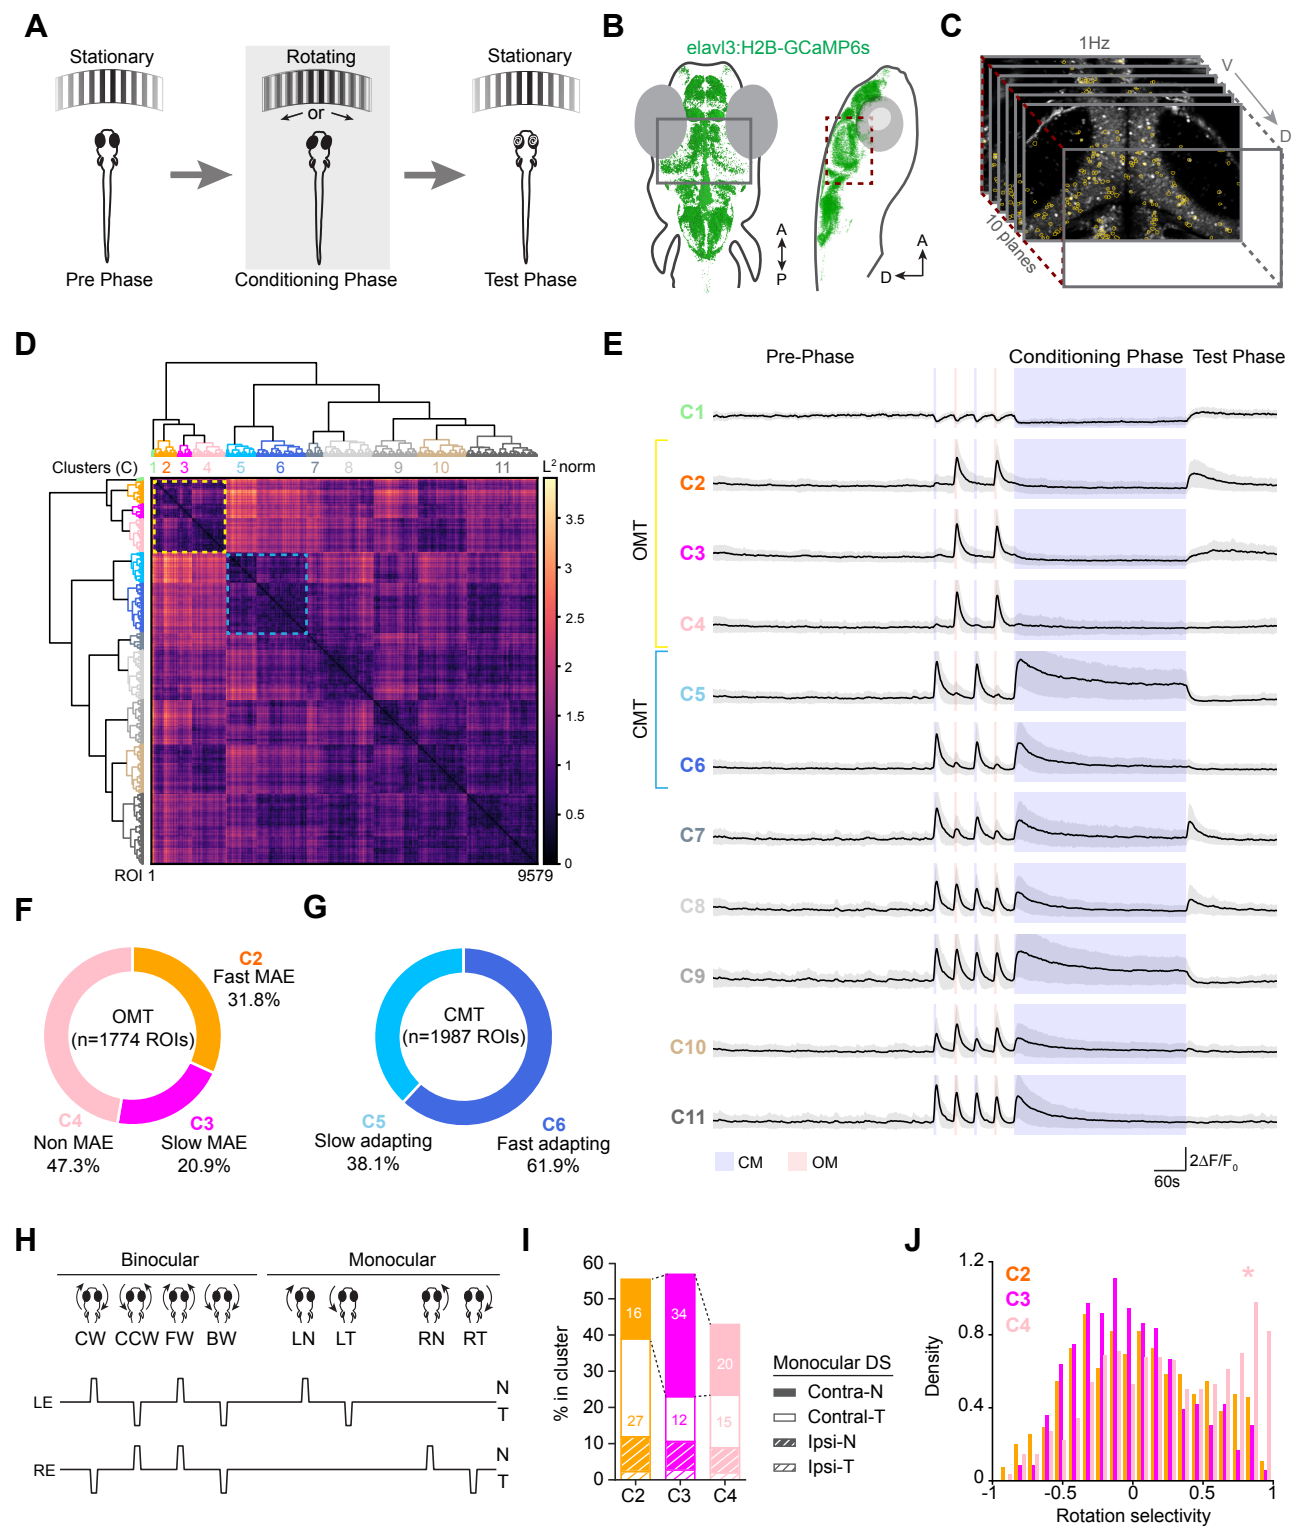 A
Stationary
Rotating
Stationary
or
Pre Phase
Conditioning Phase
Test Phase
B
elavl3:H2B-GCaMP6s
A
P
A
D
C
1Hz
V
D
10 planes
D
Clusters (C)
1 2 3 4 5 6 7 8 9 10 11
L² norm
3.5
3
2.5
2
1.5
1
0.5
0
ROI 1
9579
E
Pre-Phase
Conditioning Phase
Test Phase
C1
C2
C3
C4
C5
C6
C7
C8
C9
C10
C11
OMT
CMT
CM
OM
2ΔF/F₀
60s
F
OMT
(n=1774 ROIs)
C2
Fast MAE
31.8%
C4
Non MAE
47.3%
C3
Slow MAE
20.9%
G
CMT
(n=1987 ROIs)
C5
Slow adapting
38.1%
C6
Fast adapting
61.9%
H
Binocular
Monocular
CW CCW FW BW LN LT RN RT
LE
N
T
RE
N
T
I
% in cluster
60
50
40
30
20
10
0
16
27
34
12
20
15
C2 C3 C4
Monocular DS
Contra-N
Contral-T
Ipsi-N
Ipsi-T
J
Density
1.2
0.8
0.4
0
C2
C3
C4
*
-1 -0.5 0 0.5 1
Rotation selectivity